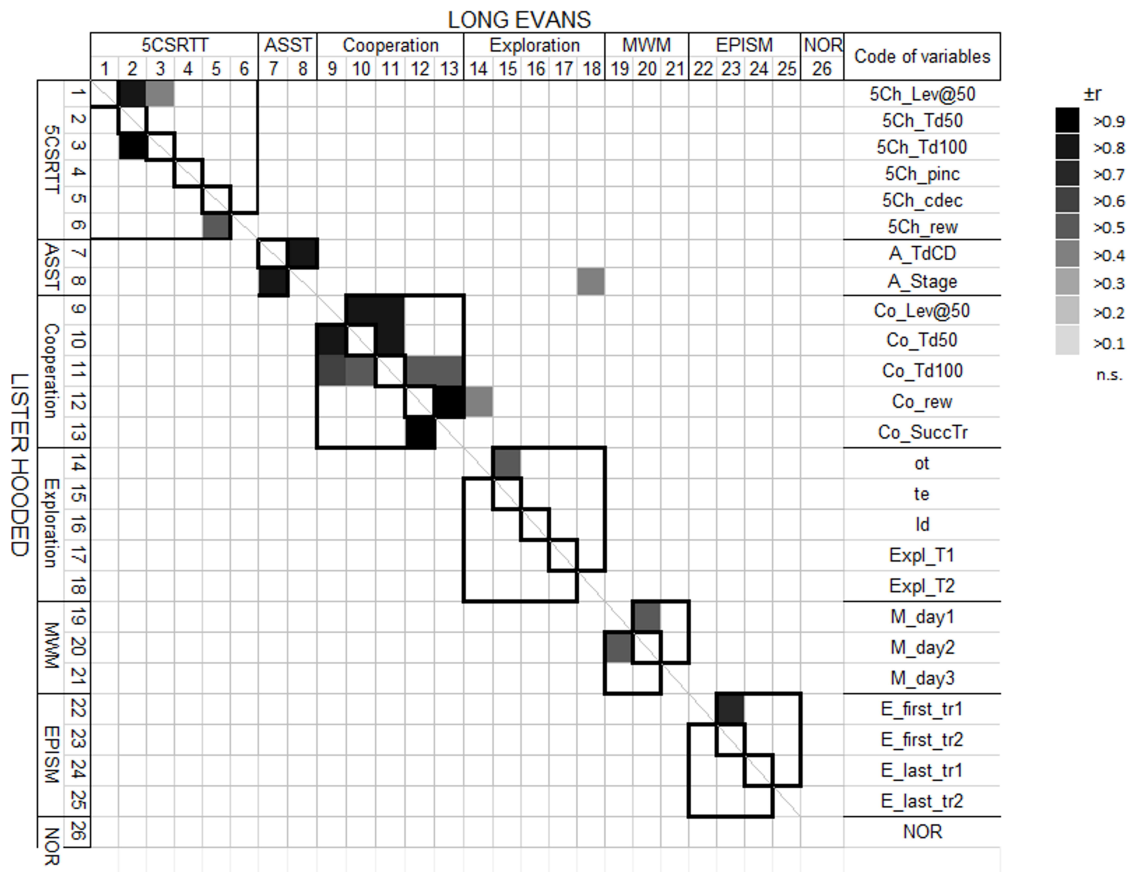 LONG EVANS
5CSRTT ASST Cooperation Exploration MWM EPISM NOR Code of variables
1 2 3 4 5 6 7 8 9 10 11 12 13 14 15 16 17 18 19 20 21 22 23 24 25 26
LISTER HOODED
5CSRTT
1 5Ch_Lev@50
2 5Ch_Td50
3 5Ch_Td100
4 5Ch_pinc
5 5Ch_cdec
6 5Ch_rew
ASST
7 A_TdCD
8 A_Stage
Cooperation
9 Co_Lev@50
10 Co_Td50
11 Co_Td100
12 Co_rew
13 Co_SuccTr
Exploration
14 ot
15 te
16 ld
17 Expl_T1
18 Expl_T2
MWM
19 M_day1
20 M_day2
21 M_day3
EPISM
22 E_first_tr1
23 E_first_tr2
24 E_last_tr1
25 E_last_tr2
NOR
26 NOR
±r
>0.9
>0.8
>0.7
>0.6
>0.5
>0.4
>0.3
>0.2
>0.1
n.s.